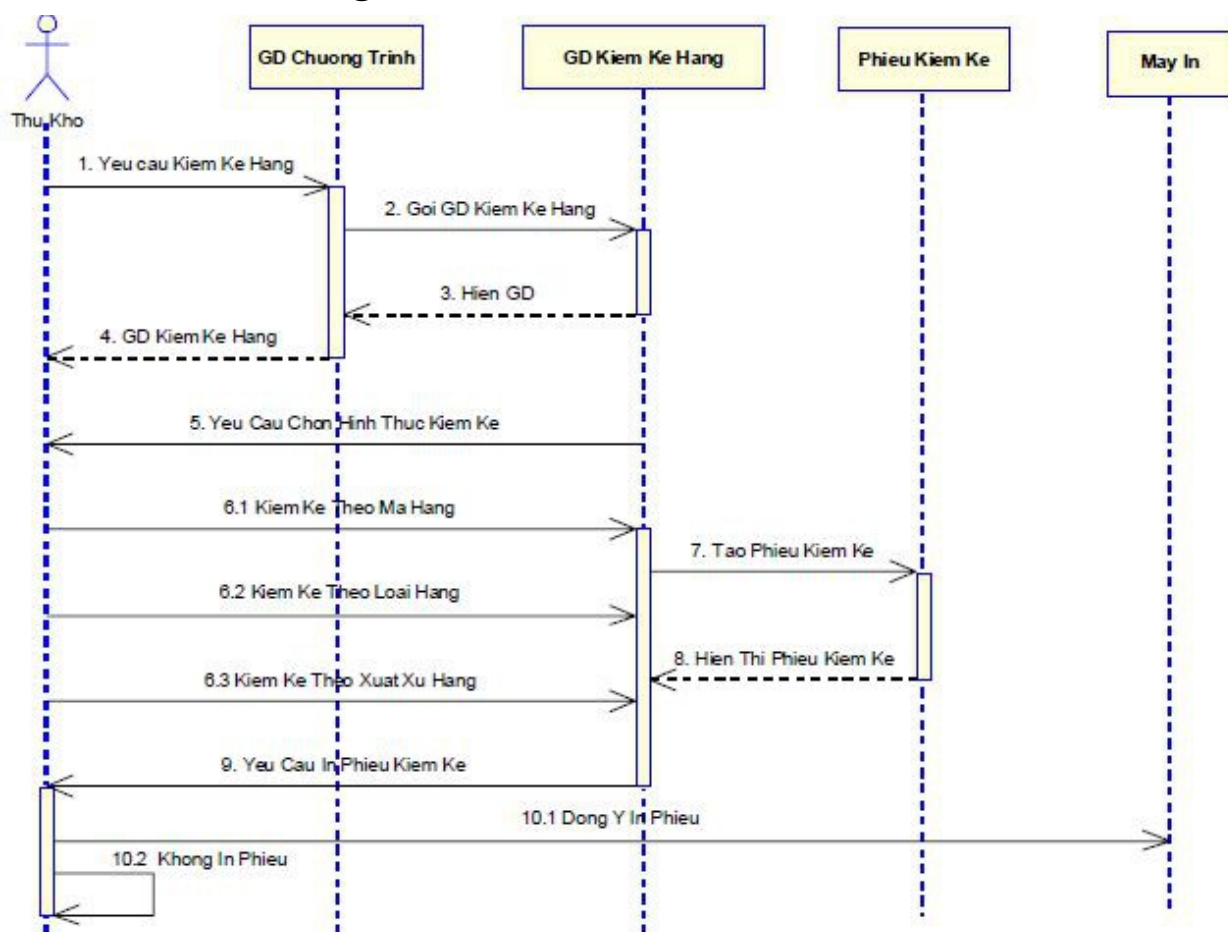 GD Chuong Trinh
GD Kiem Ke Hang
Phieu Kiem Ke
May In
Thu Kho
1. Yeu cau Kiem Ke Hang
2. Goi GD Kiem Ke Hang
3. Hien GD
4. GD Kiem Ke Hang
5. Yeu Cau Chon Hinh Thuc Kiem Ke
6.1 Kiem Ke Theo Ma Hang
7. Tao Phieu Kiem Ke
6.2 Kiem Ke Theo Loai Hang
8. Hien Thi Phieu Kiem Ke
6.3 Kiem Ke Theo Xuat Xu Hang
9. Yeu Cau In Phieu Kiem Ke
10.1 Dong Y In Phieu
10.2 Khong In Phieu